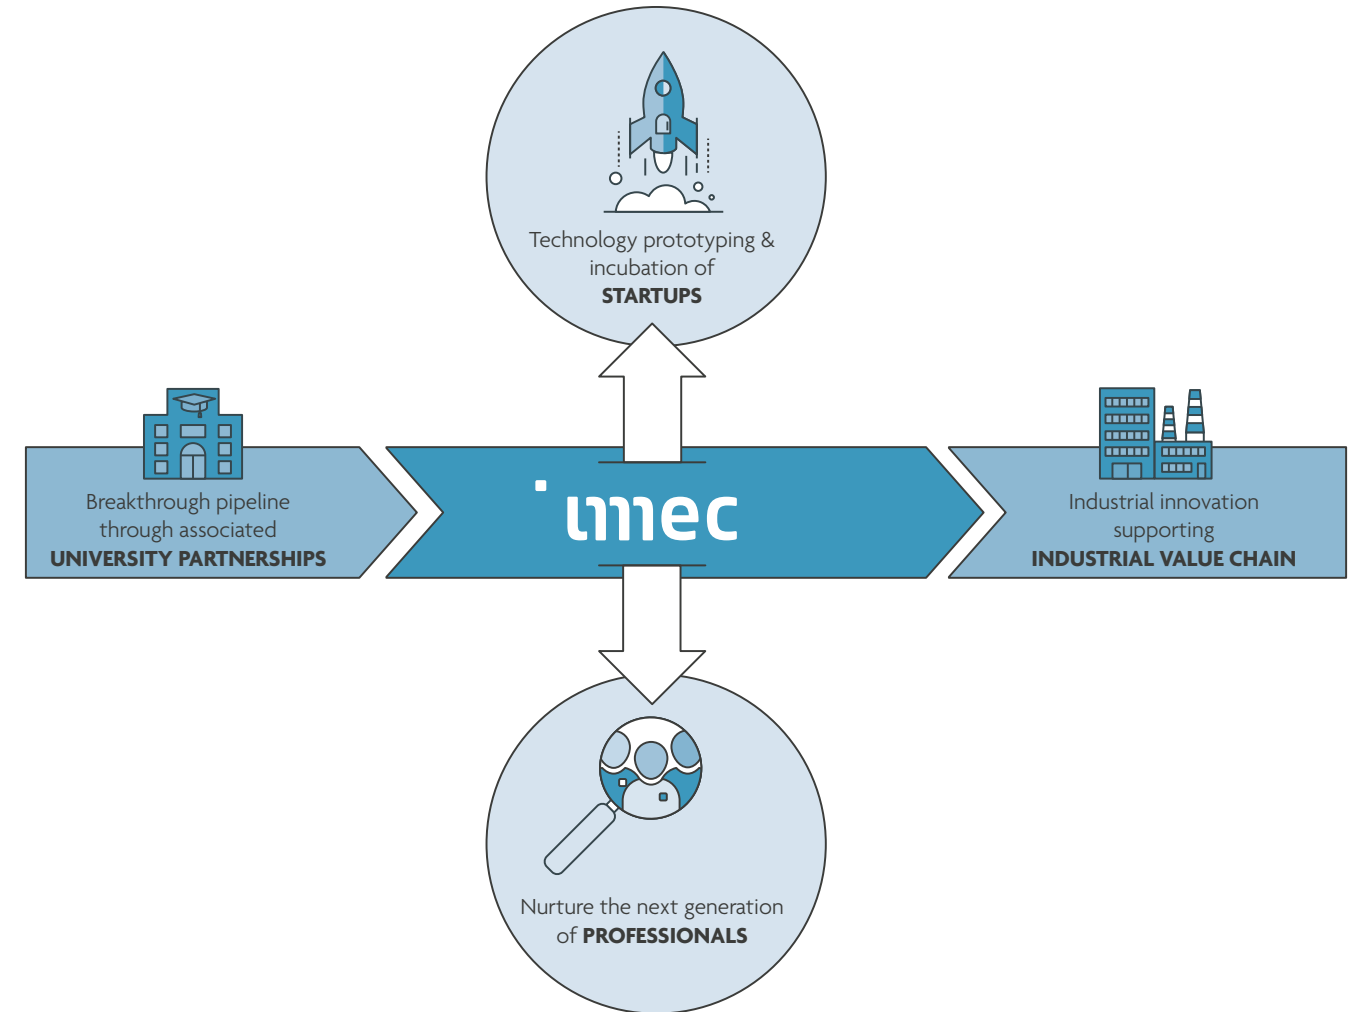 Technology prototyping &
incubation of
STARTUPS
Breakthrough pipeline
through associated
UNIVERSITY PARTNERSHIPS
imec
Industrial innovation
supporting
INDUSTRIAL VALUE CHAIN
Nurture the next generation
of PROFESSIONALS